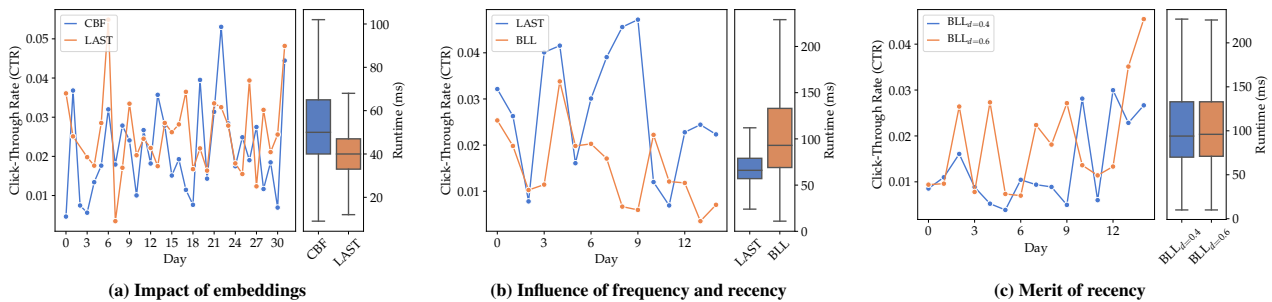 CBF
LAST
Click-Through Rate (CTR)
0.05
0.04
0.03
0.02
0.01
0 3 6 9 12 15 18 21 24 27 30
Day
100
80
60
40
20
Runtime (ms)
CBF
LAST
(a) Impact of embeddings
LAST
BLL
Click-Through Rate (CTR)
0.04
0.03
0.02
0.01
0 3 6 9 12
Day
200
150
100
50
0
Runtime (ms)
LAST
BLL
(b) Influence of frequency and recency
BLL_{d=0.4}
BLL_{d=0.6}
Click-Through Rate (CTR)
0.04
0.03
0.02
0.01
0 3 6 9 12
Day
200
150
100
50
0
Runtime (ms)
BLL_{d=0.4}
BLL_{d=0.6}
(c) Merit of recency